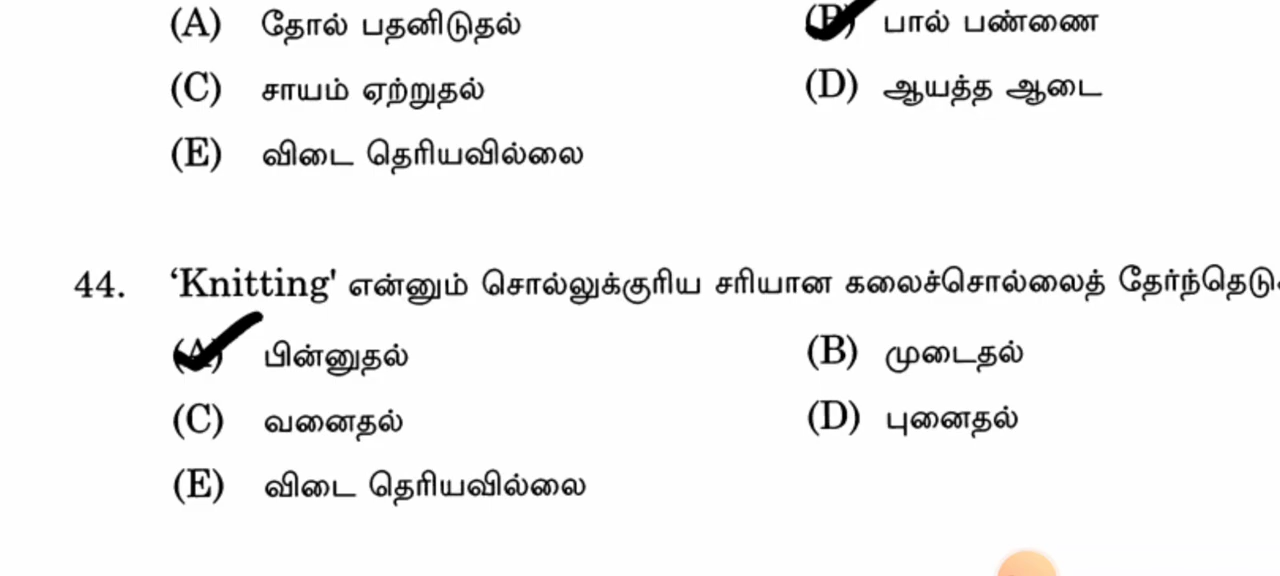 (A) தோல் பதனிடுதல் (B) பால் பண்ணை
(C) சாயம் ஏற்றுதல் (D) ஆயத்த ஆடை
(E) விடை தெரியவில்லை
44. 'Knitting' என்னும் சொல்லுக்குரிய சரியான கலைச்சொல்லைத்
(A) பின்னுதல் (B) முடைதல்
(C) வனைதல் (D) புனைதல்
(E) விடை தெரியவில்லை